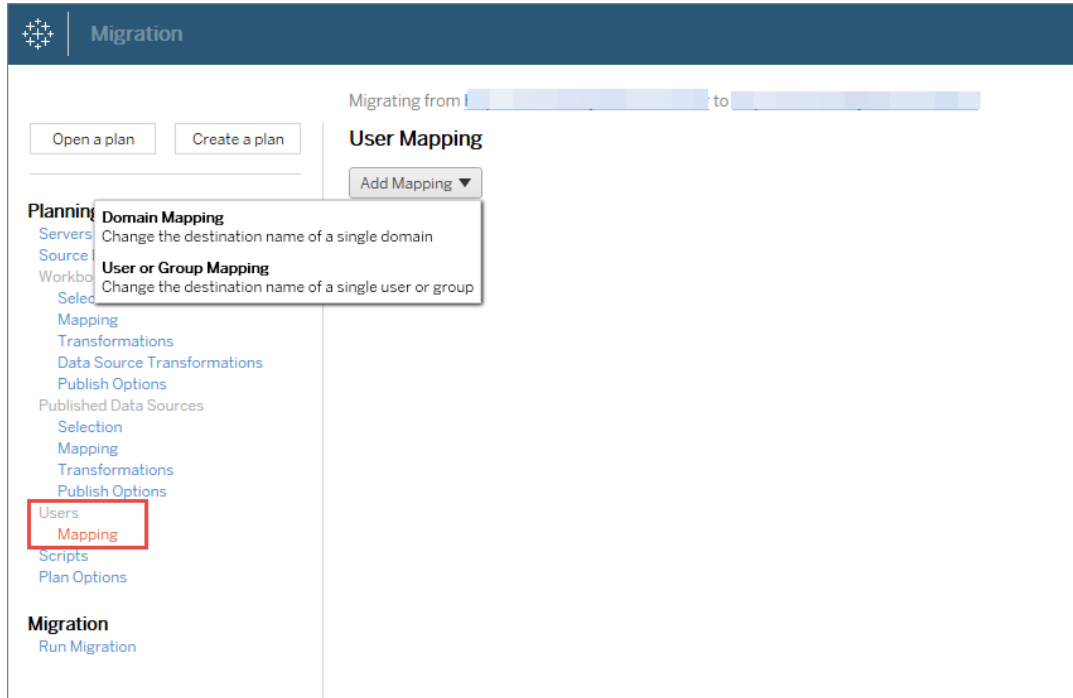 Migration
Migrating from to
Open a plan
Create a plan
User Mapping
Add Mapping ▼
Planning
Domain Mapping
Change the destination name of a single domain
User or Group Mapping
Change the destination name of a single user or group
Servers
Source
Mapping
Transformations
Data Source Transformations
Publish Options
Published Data Sources
Selection
Mapping
Transformations
Publish Options
Users
Mapping
Scripts
Plan Options
Migration
Run Migration